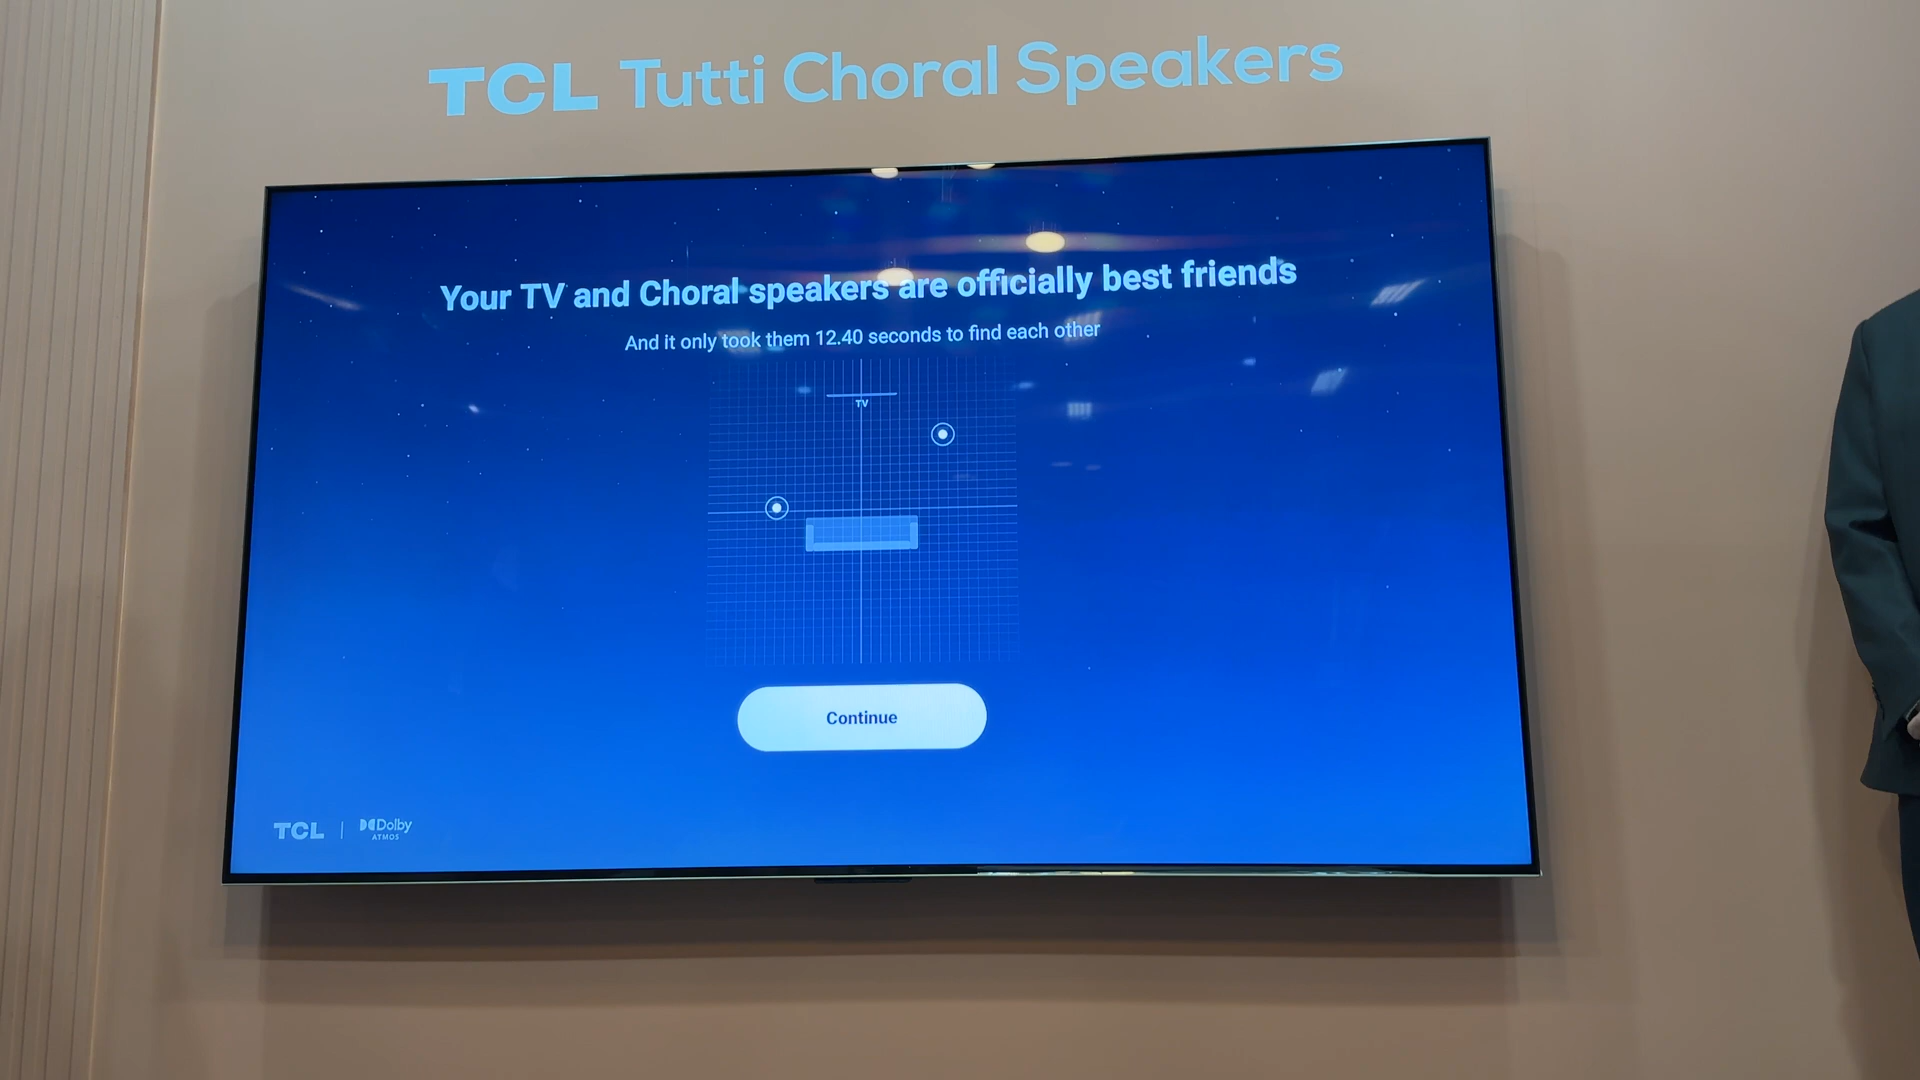 TCL Tutti Choral Speakers
Your TV and Choral speakers are officially best friends
And it only took them 12.40 seconds to find each other
TV
Continue
TCL | Dolby
ATMOS